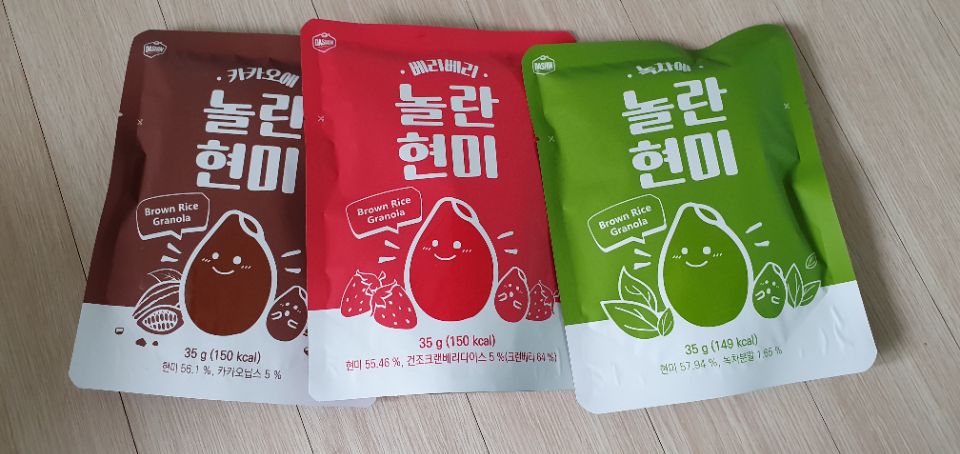 DASHIN
카카오에
놀란
현미
Brown Rice
Granola
35 g (150 kcal)
현미 56.1 %, 카카오닙스 5 %
DASHIN
· 베리베리 ·
놀란
현미
Brown Rice
Granola
35 g (150 kcal)
현미 55.46 %, 건조크랜베리다이스 5 %(크랜베리 64 %)
DASHIN
녹차에
놀란
현미
Brown Rice
Granola
35 g (149 kcal)
현미 57.94 %, 녹차분말 1.65 %